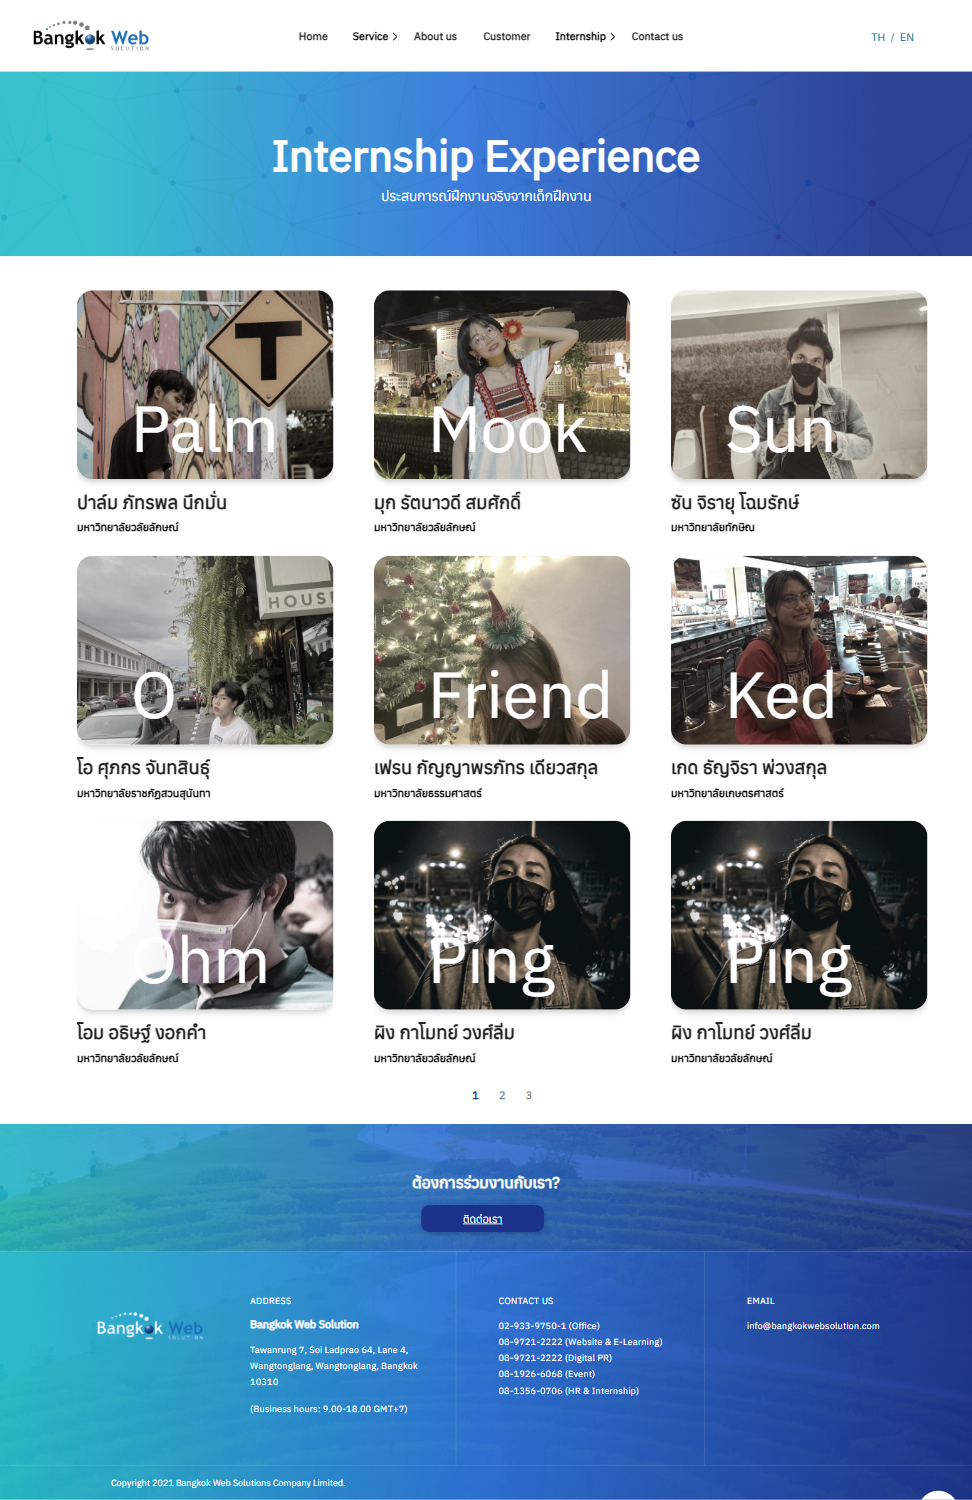 Bangkok Web
SOLUTION
Home
Service
About us
Customer
Internship
Contact us
TH / EN
Internship Experience
ประสบการณ์ฝึกงานจริงจากเด็กฝึกงาน
T
Palm
Mook
Sun
ปาล์ม ภัทรพล นึกมั่น
มุก รัตนาวดี สมศักดิ์
ซัน จิรายุ โฉมรักษ์
มหาวิทยาลัยวลัยลักษณ์
มหาวิทยาลัยวลัยลักษณ์
มหาวิทยาลัยทักษิณ
HOUS
O
Friend
Ked
โอ ศุภกร จันทสินธุ์
เฟรน กัญญาพรภัทร เดียวสกุล
เกด ธัญจิรา พ่วงสกุล
มหาวิทยาลัยราชภัฏสวนสุนันทา
มหาวิทยาลัยธรรมศาสตร์
มหาวิทยาลัยเกษตรศาสตร์
Ohm
Ping
Ping
โอม อธิษฐ์ งอกคำ
ผิง กาโมทย์ วงศ์ลิ่ม
ผิง กาโมทย์ วงศ์ลิ่ม
มหาวิทยาลัยวลัยลักษณ์
มหาวิทยาลัยวลัยลักษณ์
มหาวิทยาลัยวลัยลักษณ์
1 2 3
ต้องการร่วมงานกับเรา?
ติดต่อเรา
Bangkok Web
SOLUTION
ADDRESS
Bangkok Web Solution
Tawanrung 7, Soi Ladprao 64, Lane 4,
Wangtonglang, Wangtonglang, Bangkok
10310
(Business hours: 9.00-18.00 GMT+7)
CONTACT US
02-933-9750-1 (Office)
08-9721-2222 (Website & E-Learning)
08-9721-2222 (Digital PR)
08-1926-6068 (Event)
08-1356-0706 (HR & Internship)
EMAIL
info@bangkokwebsolution.com
Copyright 2021 Bangkok Web Solutions Company Limited.